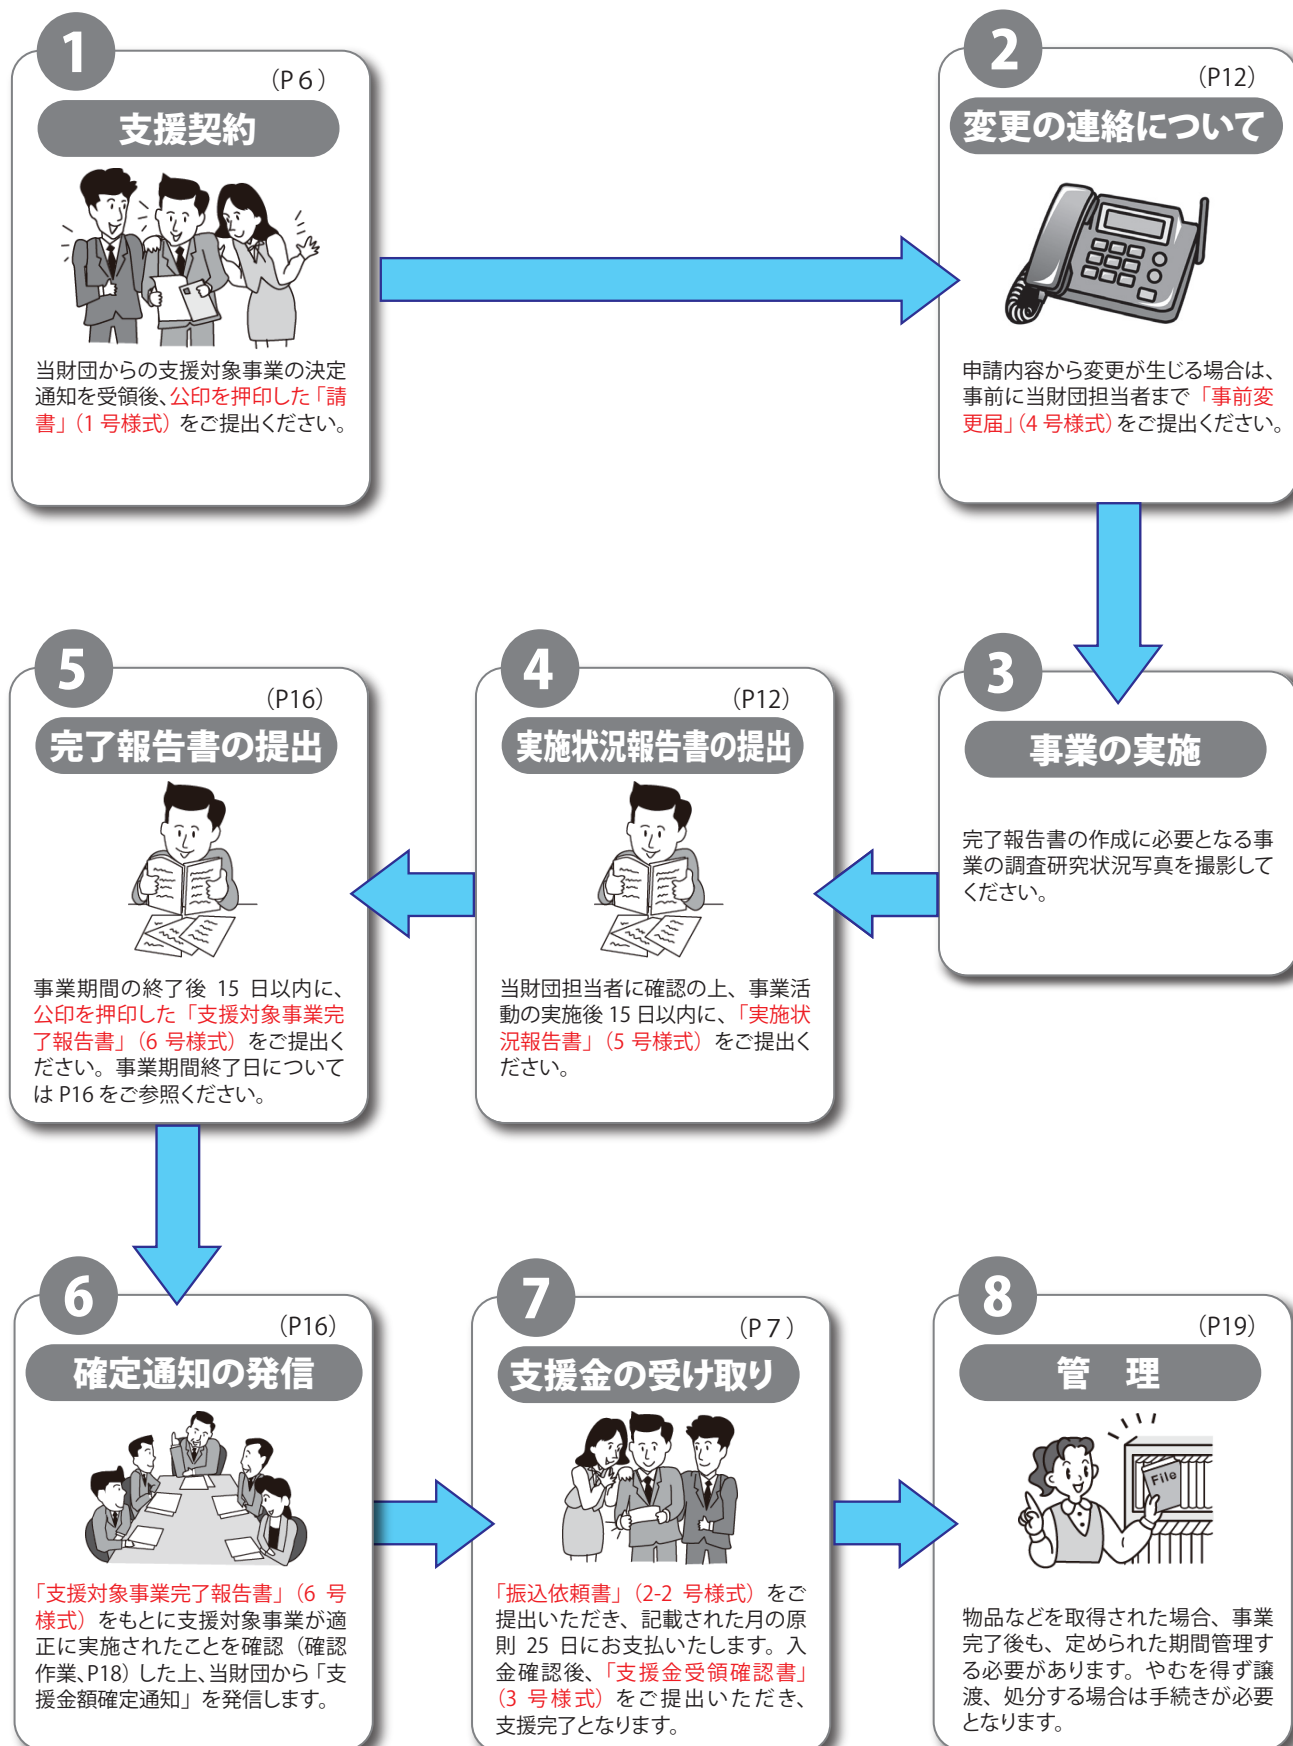 1
（P 6 ）
支援契約
当財団からの支援対象事業の決定
通知を受領後、公印を押印した「請
書」（1 号様式）をご提出ください。
2
（P12）
変更の連絡について
申請内容から変更が生じる場合は、
事前に当財団担当者まで「事前変
更届」（4 号様式）をご提出ください。
3
事業の実施
完了報告書の作成に必要となる事
業の調査研究状況写真を撮影して
ください。
4
（P12）
実施状況報告書の提出
当財団担当者に確認の上、事業活
動の実施後 15 日以内に、「実施状
況報告書」（5 号様式）をご提出く
ださい。
5
（P16）
完了報告書の提出
事業期間の終了後 15 日以内に、
公印を押印した「支援対象事業完
了報告書」（6 号様式）をご提出く
ださい。事業期間終了日について
は P16 をご参照ください。
6
（P16）
確定通知の発信
「支援対象事業完了報告書」（6 号
様式）をもとに支援対象事業が適
正に実施されたことを確認（確認
作業、P18）した上、当財団から「支
援金額確定通知」を発信します。
7
（P 7 ）
支援金の受け取り
「振込依頼書」（2-2 号様式）をご
提出いただき、記載された月の原
則 25 日にお支払いたします。入
金確認後、「支援金受領確認書」
（3 号様式）をご提出いただき、
支援完了となります。
8
（P19）
管　理
File
物品などを取得された場合、事業
完了後も、定められた期間管理す
る必要があります。やむを得ず譲
渡、処分する場合は手続きが必要
となります。